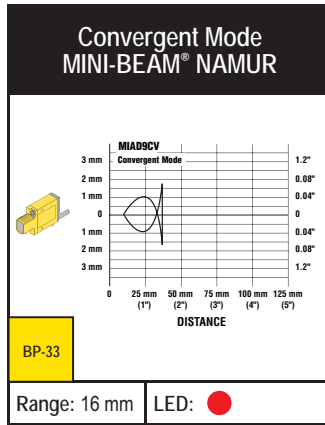 Convergent Mode
MINI-BEAM® NAMUR
MIAD9CV
Convergent Mode
3 mm 1.2"
2 mm 0.08"
1 mm 0.04"
0 0
1 mm 0.04"
2 mm 0.08"
3 mm 1.2"
0 25 mm 50 mm 75 mm 100 mm 125 mm
(1") (2") (3") (4") (5")
DISTANCE
BP-33
Range: 16 mm LED: